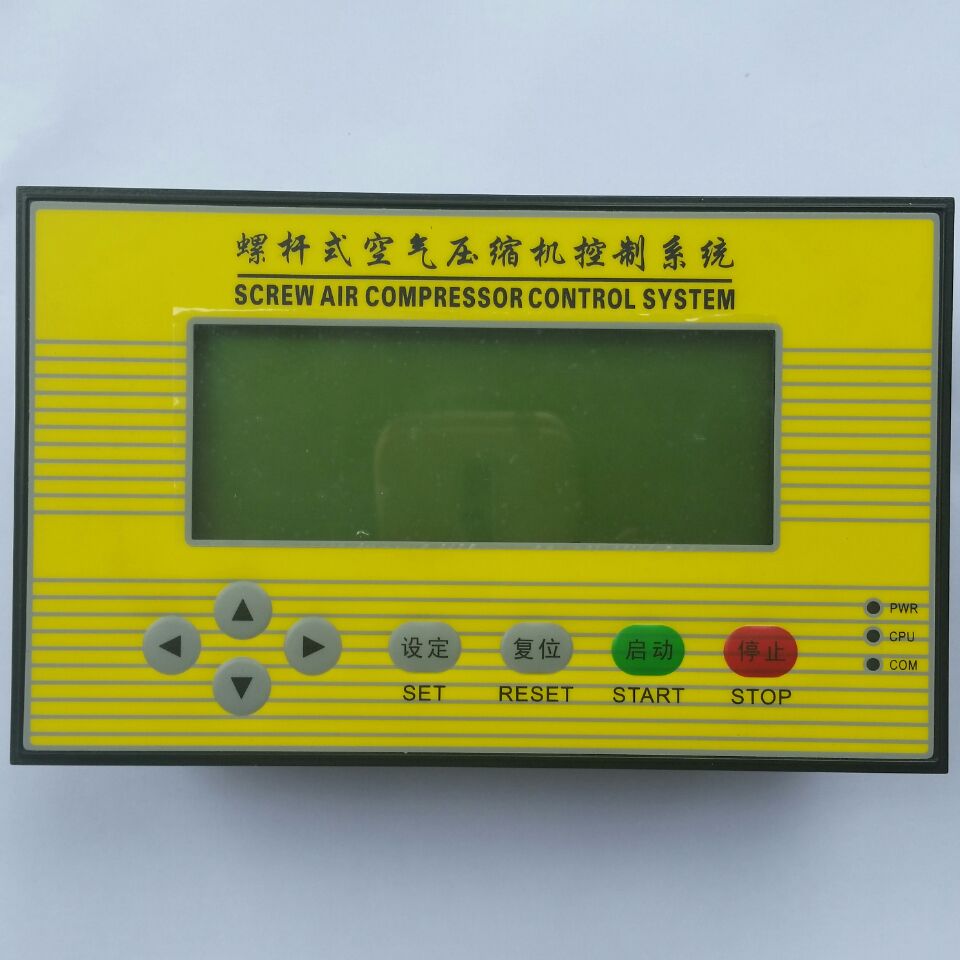 螺杆式空气压缩机控制系统
SCREW AIR COMPRESSOR CONTROL SYSTEM
PWR
CPU
COM
设定 复位 启动 停止
SET RESET START STOP